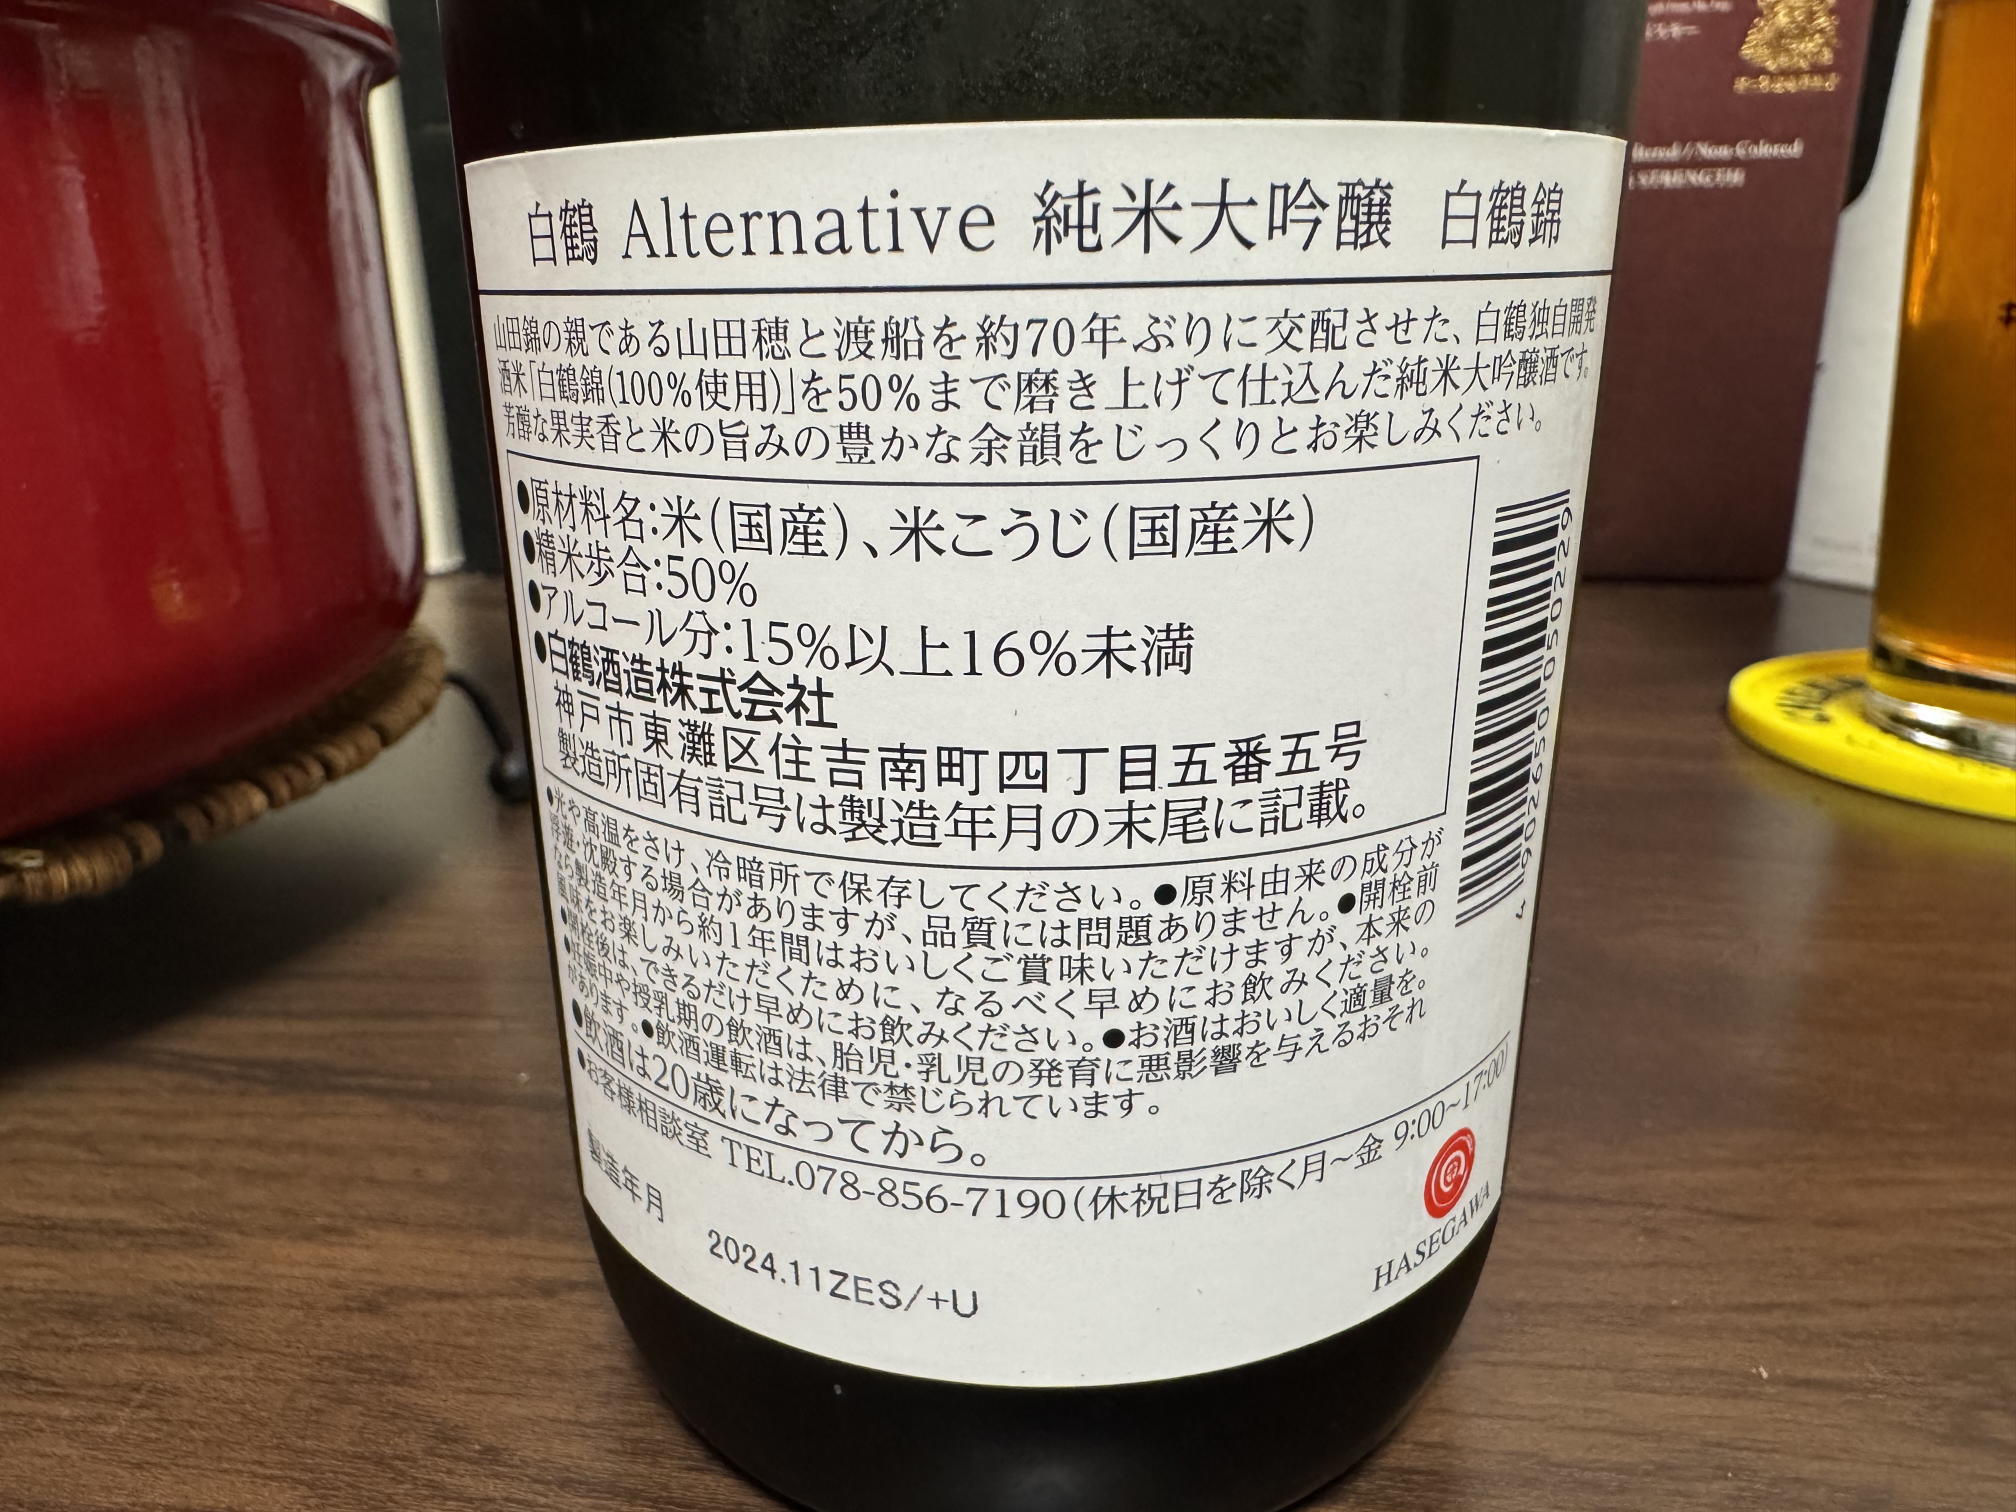 白鶴 Alternative 純米大吟醸 白鶴錦
山田錦の親である山田穂と渡船を約70年ぶりに交配させた、白鶴独自開発
酒米「白鶴錦(100%使用)」を50%まで磨き上げて仕込んだ純米大吟醸酒です。
芳醇な果実香と米の旨みの豊かな余韻をじっくりとお楽しみください。
●原材料名:米(国産)、米こうじ(国産米)
●精米歩合:50%
●アルコール分:15%以上16%未満
●白鶴酒造株式会社
神戸市東灘区住吉南町四丁目五番五号
製造所固有記号は製造年月の末尾に記載。
●光や高温をさけ、冷暗所で保存してください。●原料由来の成分が
浮遊・沈殿する場合がありますが、品質には問題ありません。●開栓前
なら製造年月から約1年間はおいしくご賞味いただけますが、本来の
風味をお楽しみいただくために、なるべく早めにお飲みください。
●開栓後は、できるだけ早めにお飲みください。●お酒はおいしく適量を。
●妊娠中や授乳期の飲酒は、胎児・乳児の発育に悪影響を与えるおそれ
があります。●飲酒運転は法律で禁じられています。
●飲酒は20歳になってから。
●お客様相談室 TEL.078-856-7190(休祝日を除く月~金 9:00~17:00)
製造年月
2024.11ZES/+U
HASEGAWA
4 902650 050229
ltered / Non-Colored
STRENGTH